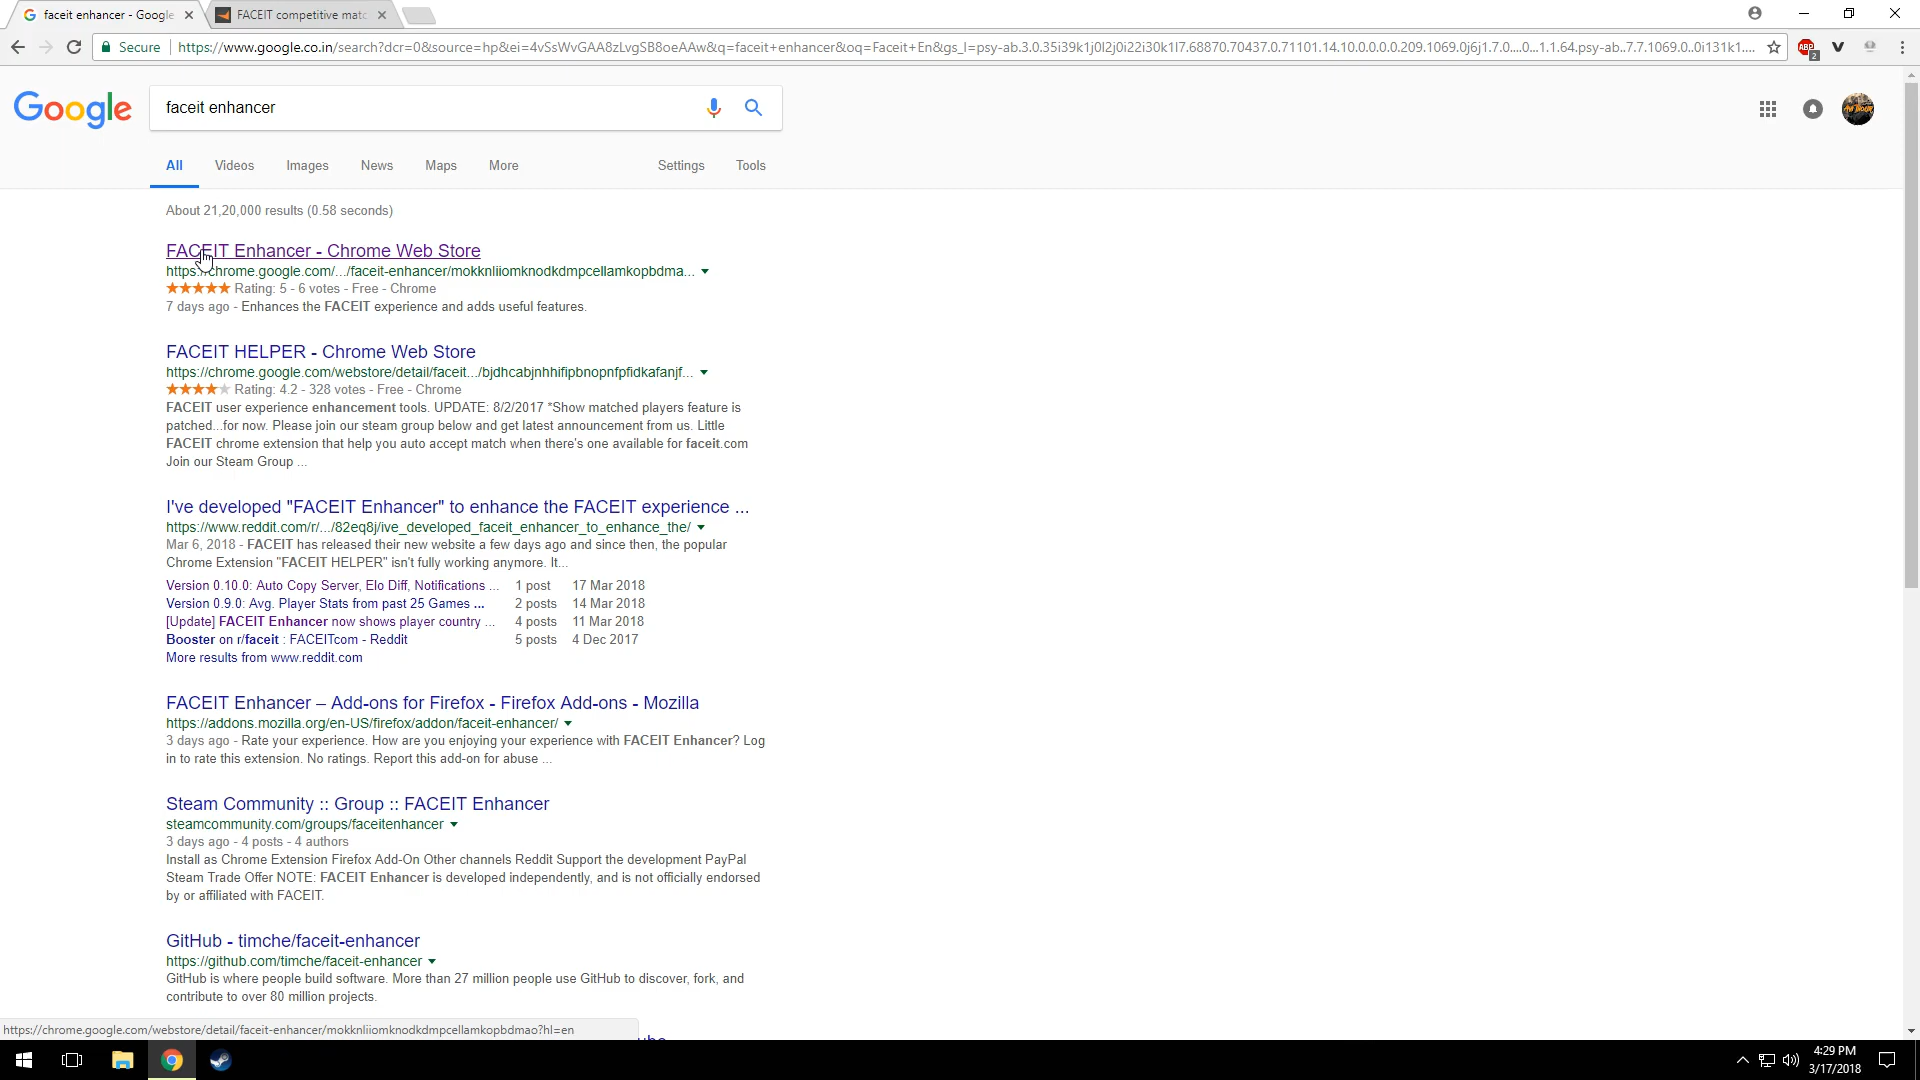 faceit enhancer - Google
FACEIT competitive matc
Secure
https://www.google.co.in/search?dcr=0&source=hp&ei=4vSsWvGAA8zLvgSB8oeAAw&q=faceit+enhancer&oq=Faceit+En&gs_l=psy-ab.3.0.35i39k1j0l2j0i22i30k1l7.68870.70437.0.71101.14.10.0.0.0.0.209.1069.0j6j1.7.0....0...1.1.64.psy-ab..7.7.1069.0..0i131k1....
ABP
2
Google
faceit enhancer
All
Videos
Images
News
Maps
More
Settings
Tools
About 21,20,000 results (0.58 seconds)
FACEIT Enhancer - Chrome Web Store
https://chrome.google.com/.../faceit-enhancer/mokknliiomknodkdmpcellamkopbdma...
Rating: 5 - 6 votes - Free - Chrome
7 days ago - Enhances the FACEIT experience and adds useful features.
FACEIT HELPER - Chrome Web Store
https://chrome.google.com/webstore/detail/faceit.../bjdhcabjnhhifipbnopnfpfidkafanjf...
Rating: 4.2 - 328 votes - Free - Chrome
FACEIT user experience enhancement tools. UPDATE: 8/2/2017 *Show matched players feature is
patched...for now. Please join our steam group below and get latest announcement from us. Little
FACEIT chrome extension that help you auto accept match when there's one available for faceit.com
Join our Steam Group ...
I've developed "FACEIT Enhancer" to enhance the FACEIT experience ...
https://www.reddit.com/r/.../82eq8j/ive_developed_faceit_enhancer_to_enhance_the/
Mar 6, 2018 - FACEIT has released their new website a few days ago and since then, the popular
Chrome Extension "FACEIT HELPER" isn't fully working anymore. It...
Version 0.10.0: Auto Copy Server, Elo Diff, Notifications ... 1 post 17 Mar 2018
Version 0.9.0: Avg. Player Stats from past 25 Games ... 2 posts 14 Mar 2018
[Update] FACEIT Enhancer now shows player country ... 4 posts 11 Mar 2018
Booster on r/faceit : FACEITcom - Reddit 5 posts 4 Dec 2017
More results from www.reddit.com
FACEIT Enhancer – Add-ons for Firefox - Firefox Add-ons - Mozilla
https://addons.mozilla.org/en-US/firefox/addon/faceit-enhancer/
3 days ago - Rate your experience. How are you enjoying your experience with FACEIT Enhancer? Log
in to rate this extension. No ratings. Report this add-on for abuse ...
Steam Community :: Group :: FACEIT Enhancer
steamcommunity.com/groups/faceitenhancer
3 days ago - 4 posts - 4 authors
Install as Chrome Extension Firefox Add-On Other channels Reddit Support the development PayPal
Steam Trade Offer NOTE: FACEIT Enhancer is developed independently, and is not officially endorsed
by or affiliated with FACEIT.
GitHub - timche/faceit-enhancer
https://github.com/timche/faceit-enhancer
GitHub is where people build software. More than 27 million people use GitHub to discover, fork, and
contribute to over 80 million projects.
https://chrome.google.com/webstore/detail/faceit-enhancer/mokknliiomknodkdmpcellamkopbdmao?hl=en
4:29 PM
3/17/2018